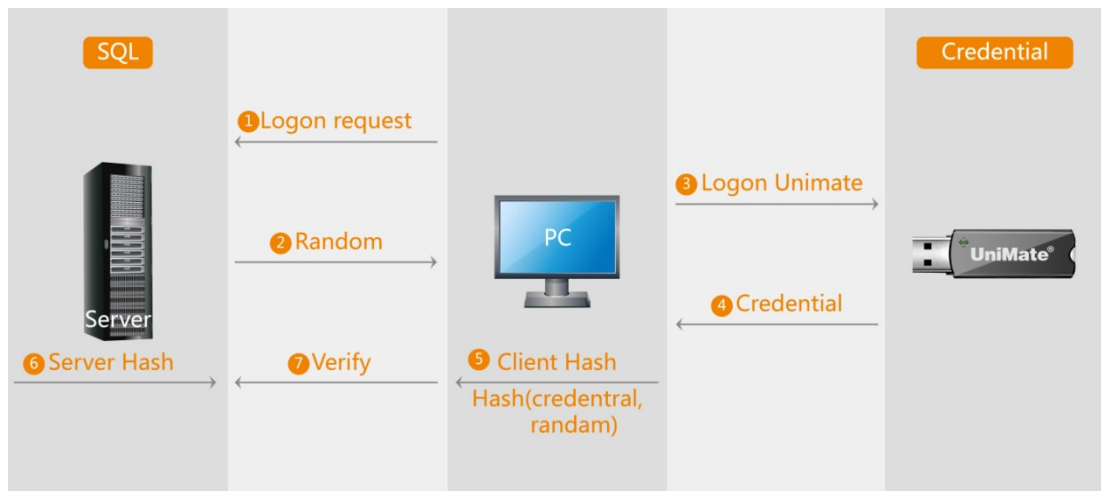 SQL
Credential
1 Logon request
3 Logon Unimate
2 Random
PC
UniMate®
Server
4 Credential
6 Server Hash
7 Verify
5 Client Hash
Hash(credentral,
randam)